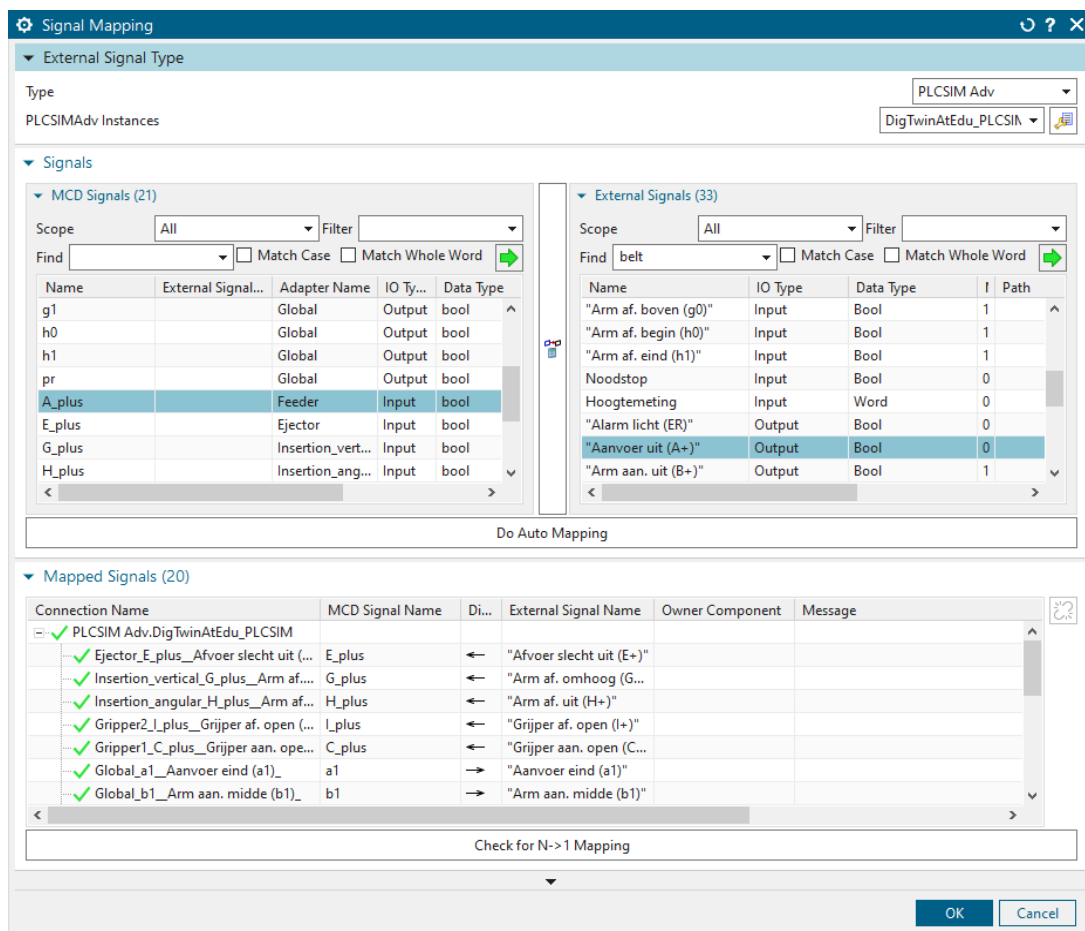 Signal Mapping
External Signal Type
Type PLCSIM Adv
PLCSIMAdv Instances DigTwinAtEdu_PLCSIN
Signals
MCD Signals (21)
Scope All Filter
Find Match Case Match Whole Word
Name External Signal... Adapter Name IO Ty... Data Type
g1 Global Output bool
h0 Global Output bool
h1 Global Output bool
pr Global Output bool
A_plus Feeder Input bool
E_plus Ejector Input bool
G_plus Insertion_vert... Input bool
H_plus Insertion_ang... Input bool
External Signals (33)
Scope All Filter
Find belt Match Case Match Whole Word
Name IO Type Data Type Path
"Arm af. boven (g0)" Input Bool 1
"Arm af. begin (h0)" Input Bool 1
"Arm af. eind (h1)" Input Bool 1
Noodstop Input Bool 0
Hoogtemeting Input Word 0
"Alarm licht (ER)" Output Bool 0
"Aanvoer uit (A+)" Output Bool 0
"Arm aan. uit (B+)" Output Bool 1
Do Auto Mapping
Mapped Signals (20)
Connection Name MCD Signal Name Di... External Signal Name Owner Component Message
PLCSIM Adv.DigTwinAtEdu_PLCSIM
Ejector_E_plus__Afvoer slecht uit (... E_plus ← "Afvoer slecht uit (E+)"
Insertion_vertical_G_plus__Arm af.... G_plus ← "Arm af. omhoog (G...
Insertion_angular_H_plus__Arm af... H_plus ← "Arm af. uit (H+)"
Gripper2_I_plus__Grijper af. open (... I_plus ← "Grijper af. open (I+)"
Gripper1_C_plus__Grijper aan. ope... C_plus ← "Grijper aan. open (C...
Global_a1__Aanvoer eind (a1)_ a1 → "Aanvoer eind (a1)"
Global_b1__Arm aan. midde (b1)_ b1 → "Arm aan. midde (b1)"
Check for N->1 Mapping
OK Cancel